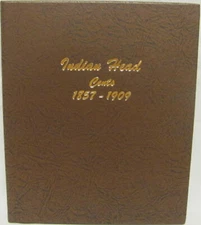 Indian Head
Cents
1857 - 1909